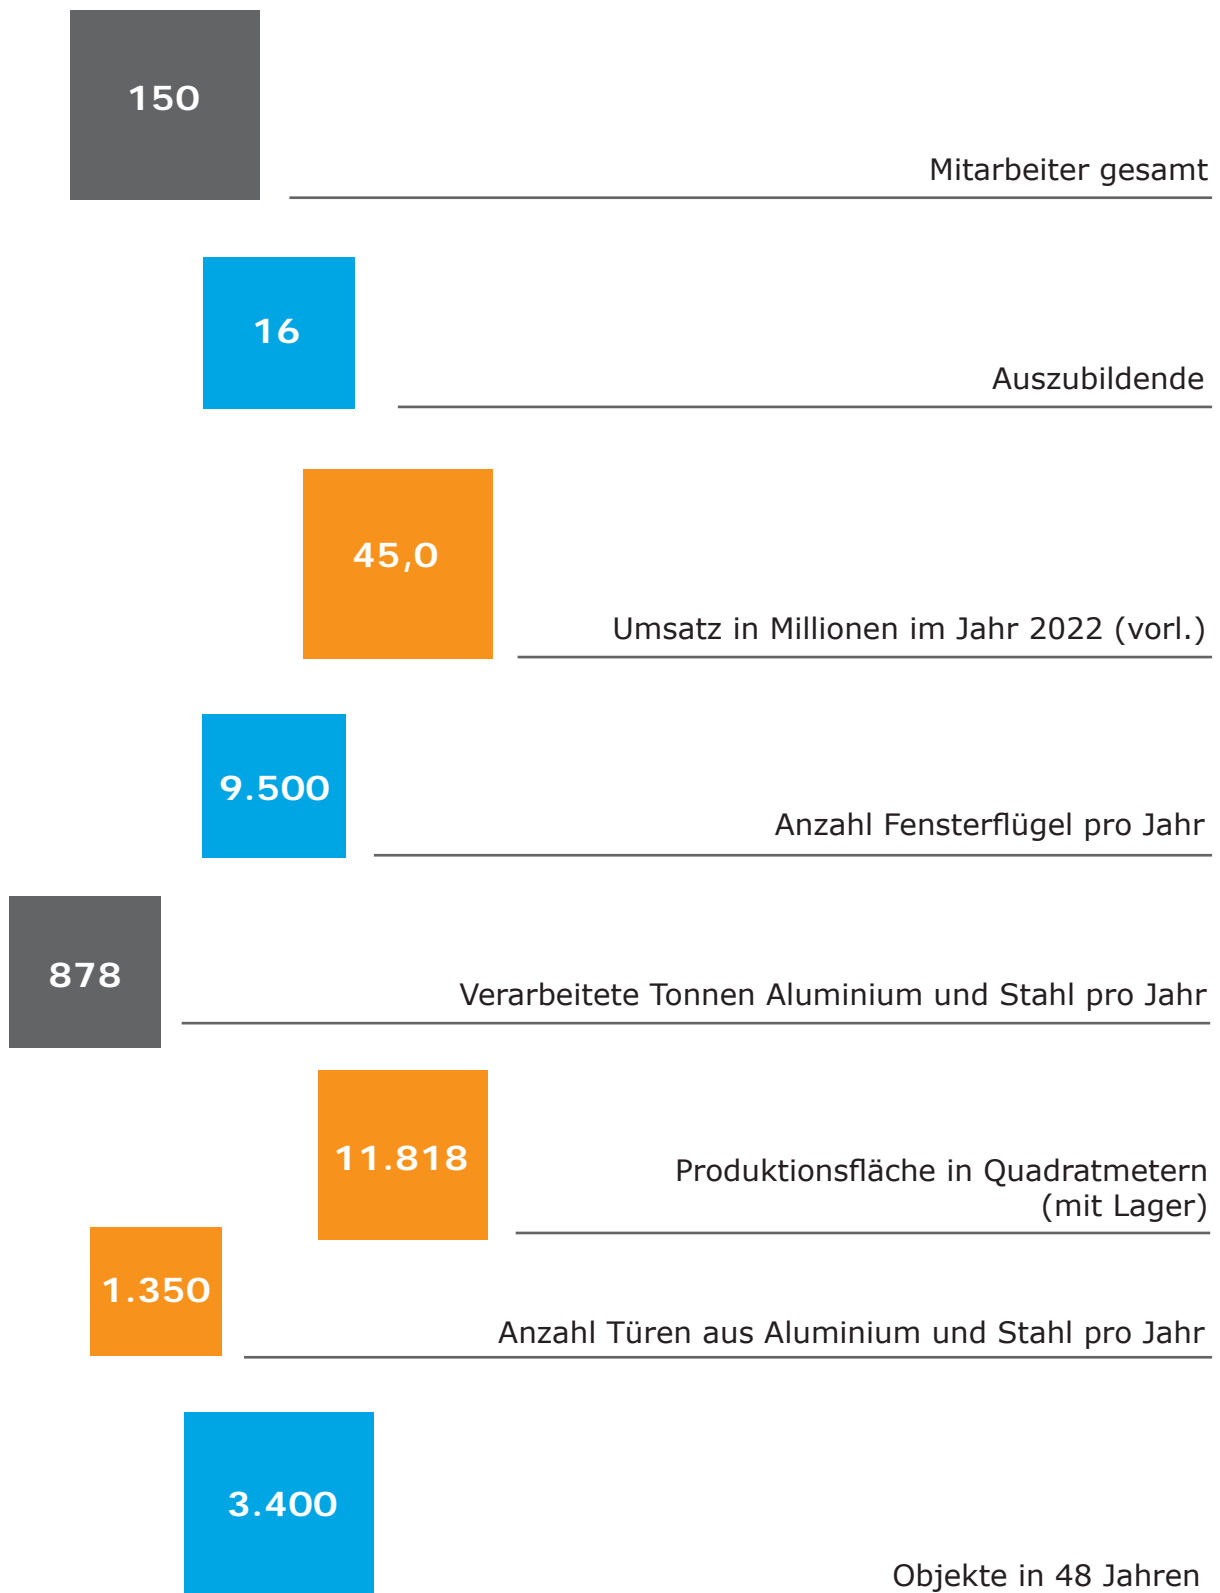 150
Mitarbeiter gesamt
16
Auszubildende
45,0
Umsatz in Millionen im Jahr 2022 (vorl.)
9.500
Anzahl Fensterflügel pro Jahr
878
Verarbeitete Tonnen Aluminium und Stahl pro Jahr
11.818
Produktionsfläche in Quadratmetern
(mit Lager)
1.350
Anzahl Türen aus Aluminium und Stahl pro Jahr
3.400
Objekte in 48 Jahren